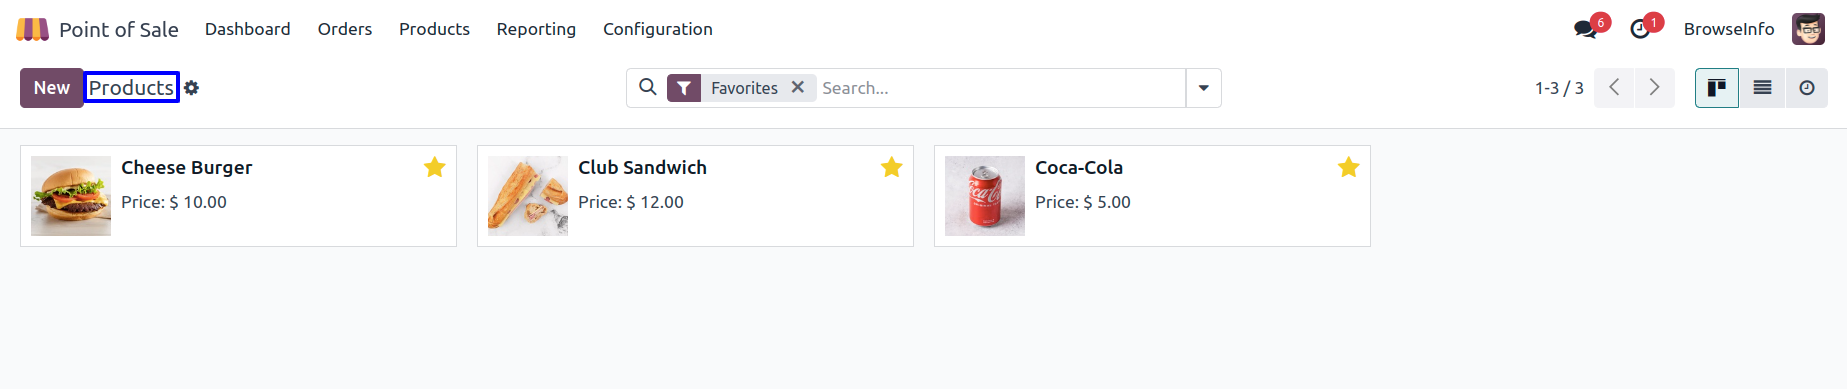 Point of Sale Dashboard Orders Products Reporting Configuration 6 1 BrowseInfo
New Products Favorites Search... 1-3 / 3
Cheese Burger
Price: $ 10.00
Club Sandwich
Price: $ 12.00
Coca-Cola
Price: $ 5.00